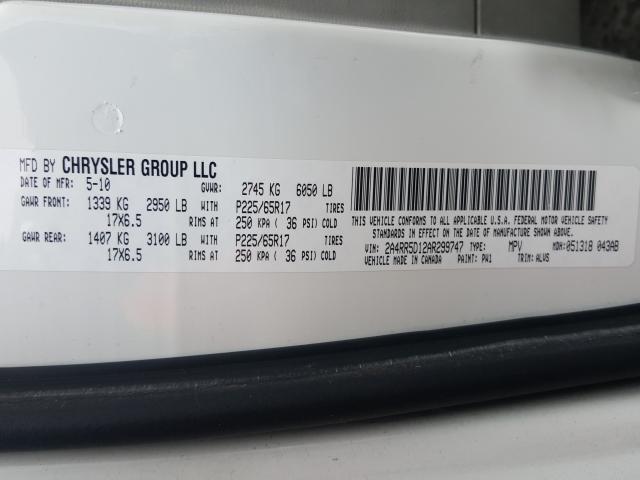 MFD BY CHRYSLER GROUP LLC
DATE OF MFR: 5-10 GVWR: 2745 KG 6050 LB
GAWR FRONT: 1339 KG 2950 LB WITH P225/65R17 TIRES
17X6.5 RIMS AT 250 KPA ( 36 PSI) COLD
GAWR REAR: 1407 KG 3100 LB WITH P225/65R17 TIRES
17X6.5 RIMS AT 250 KPA ( 36 PSI) COLD
THIS VEHICLE CONFORMS TO ALL APPLICABLE U.S.A. FEDERAL MOTOR VEHICLE SAFETY
STANDARDS IN EFFECT ON THE DATE OF MANUFACTURE SHOWN ABOVE.
VIN: 2A4RR5D12AR299747 TYPE: MPV MDH: 051318 043AB
VEHICLE MADE IN CANADA PAINT: PW1 TRIM: ALVS